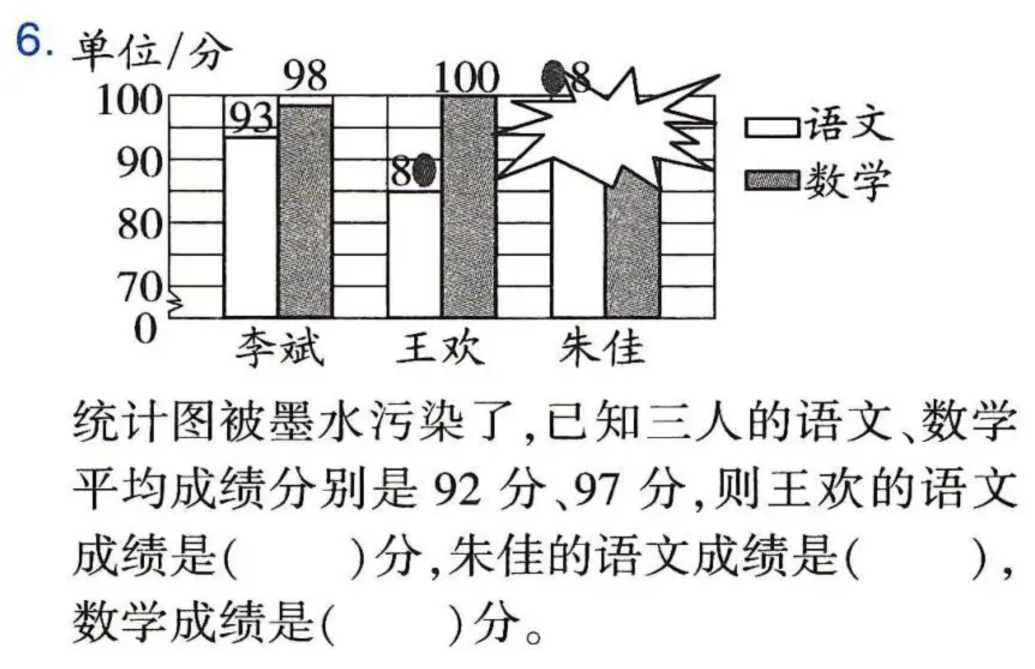 6. 单位/分
98 100 8
100
93
语文
90
8
数学
80
70
0
李斌 王欢 朱佳
统计图被墨水污染了,已知三人的语文、数学
平均成绩分别是 92 分、97 分,则王欢的语文
成绩是( )分,朱佳的语文成绩是( ),
数学成绩是( )分。